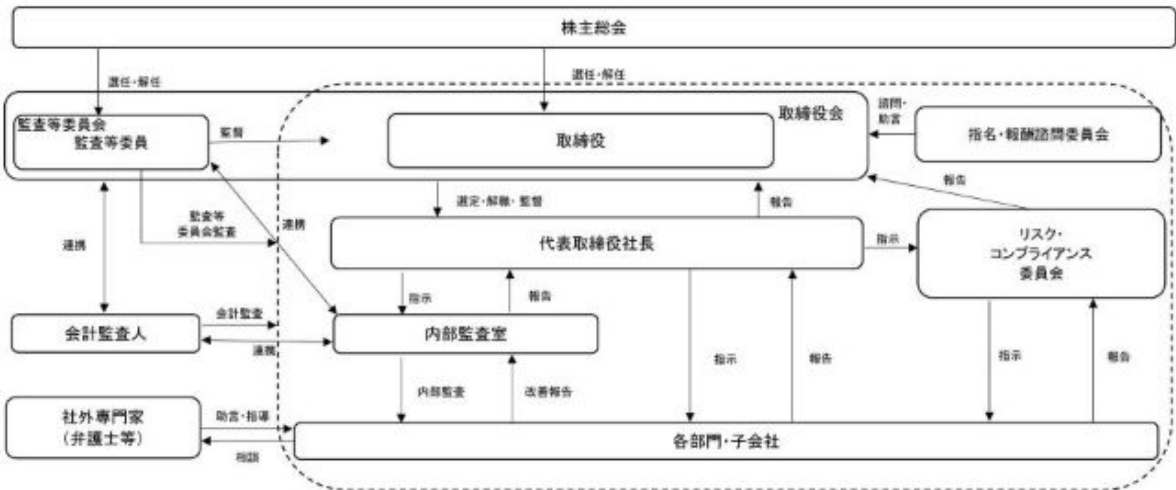 株主総会
選任・解任
選任・解任
取締役会
諮問・
助言
監査等委員会
監査等委員
監督
取締役
指名・報酬諮問委員会
報告
選定・解職・監督
報告
監査等
委員会監査
連携
連携
代表取締役社長
指示
リスク・
コンプライアンス
委員会
指示
報告
会計監査人
会計監査
連携
内部監査室
指示
報告
指示
報告
内部監査
改善報告
社外専門家
(弁護士等)
助言・指導
相談
各部門・子会社